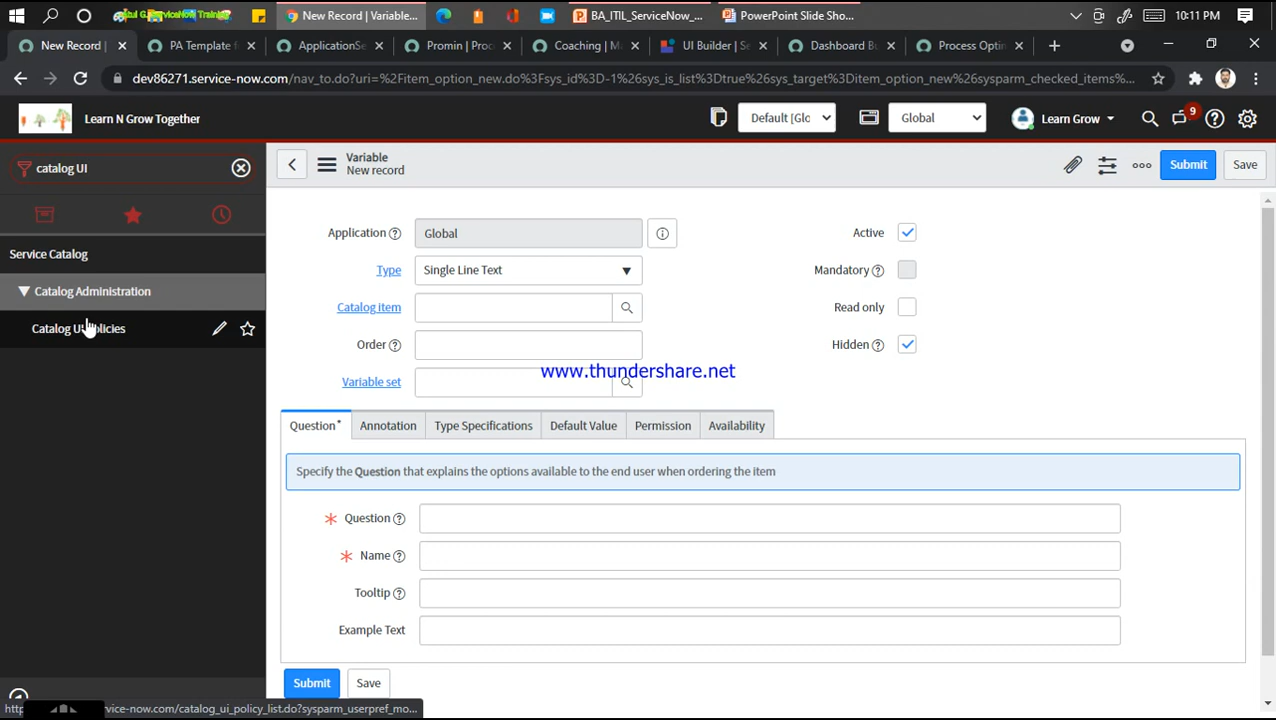 New Record | Variable...
BA_ITIL_ServiceNow_...
PowerPoint Slide Sho...
10:11 PM
New Record |
PA Template fo
ApplicationSe
Promin | Proc
Coaching | Ma
UI Builder | Se
Dashboard Bu
Process Optim
dev86271.service-now.com/nav_to.do?uri=%2Fitem_option_new.do%3Fsys_id%3D-1%26sys_is_list%3Dtrue%26sys_target%3Ditem_option_new%26sysparm_checked_items%...
Learn N Grow Together
Default [Glo
Global
Learn Grow
9
catalog UI
Variable
New record
Submit
Save
Service Catalog
Catalog Administration
Catalog UI Policies
Application
Global
Active
Type
Single Line Text
Mandatory
Catalog item
Read only
Order
Hidden
www.thundershare.net
Variable set
Question*
Annotation
Type Specifications
Default Value
Permission
Availability
Specify the Question that explains the options available to the end user when ordering the item
Question
Name
Tooltip
Example Text
Submit
Save
vice-now.com/catalog_ui_policy_list.do?sysparm_userpref_mo...